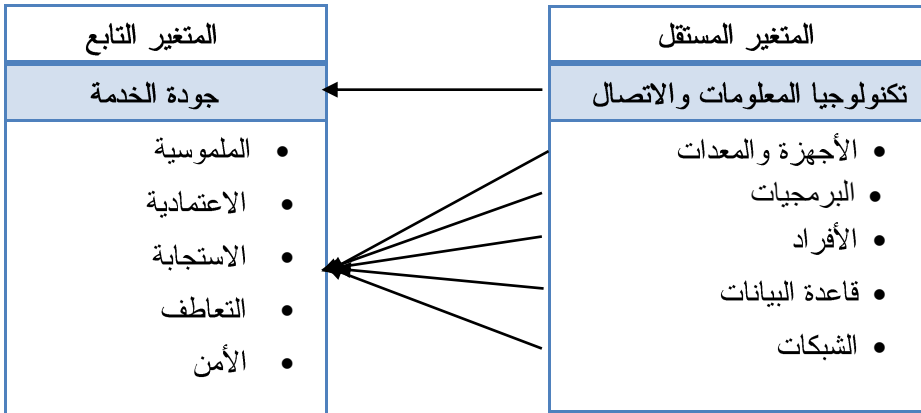 المتغير المستقل
تكنولوجيا المعلومات والاتصال
• الأجهزة والمعدات
• البرمجيات
• الأفراد
• قاعدة البيانات
• الشبكات
المتغير التابع
جودة الخدمة
• الملموسية
• الاعتمادية
• الاستجابة
• التعاطف
• الأمن